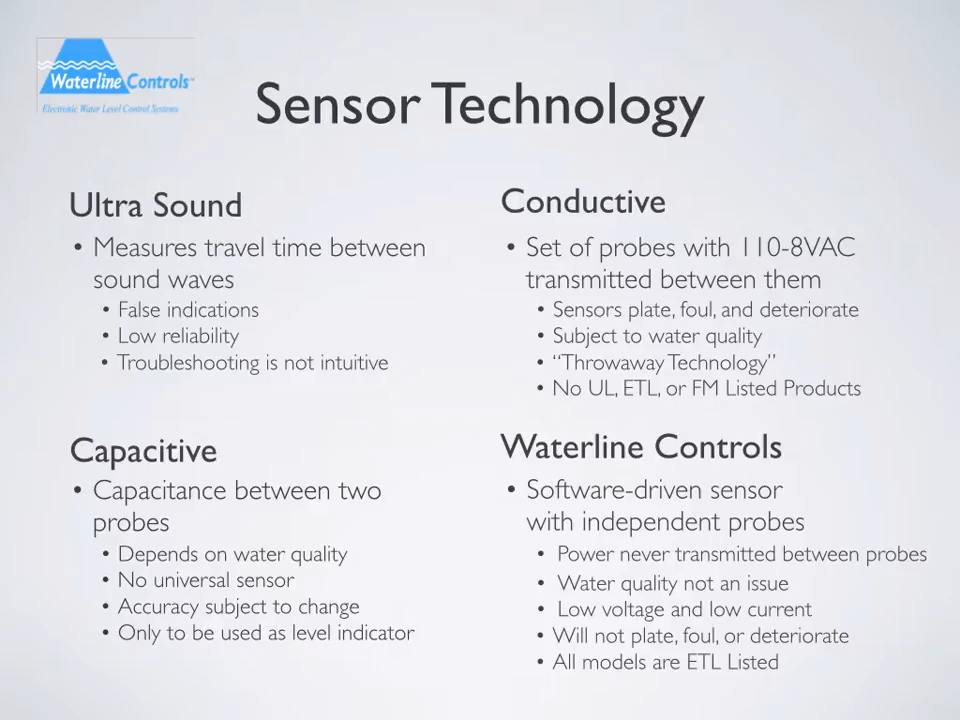 Waterline Controls™
Electronic Water Level Control Systems
Sensor Technology
Ultra Sound
• Measures travel time between
sound waves
• False indications
• Low reliability
• Troubleshooting is not intuitive
Capacitive
• Capacitance between two
probes
• Depends on water quality
• No universal sensor
• Accuracy subject to change
• Only to be used as level indicator
Conductive
• Set of probes with 110-8VAC
transmitted between them
• Sensors plate, foul, and deteriorate
• Subject to water quality
• “Throwaway Technology”
• No UL, ETL, or FM Listed Products
Waterline Controls
• Software-driven sensor
with independent probes
• Power never transmitted between probes
• Water quality not an issue
• Low voltage and low current
• Will not plate, foul, or deteriorate
• All models are ETL Listed